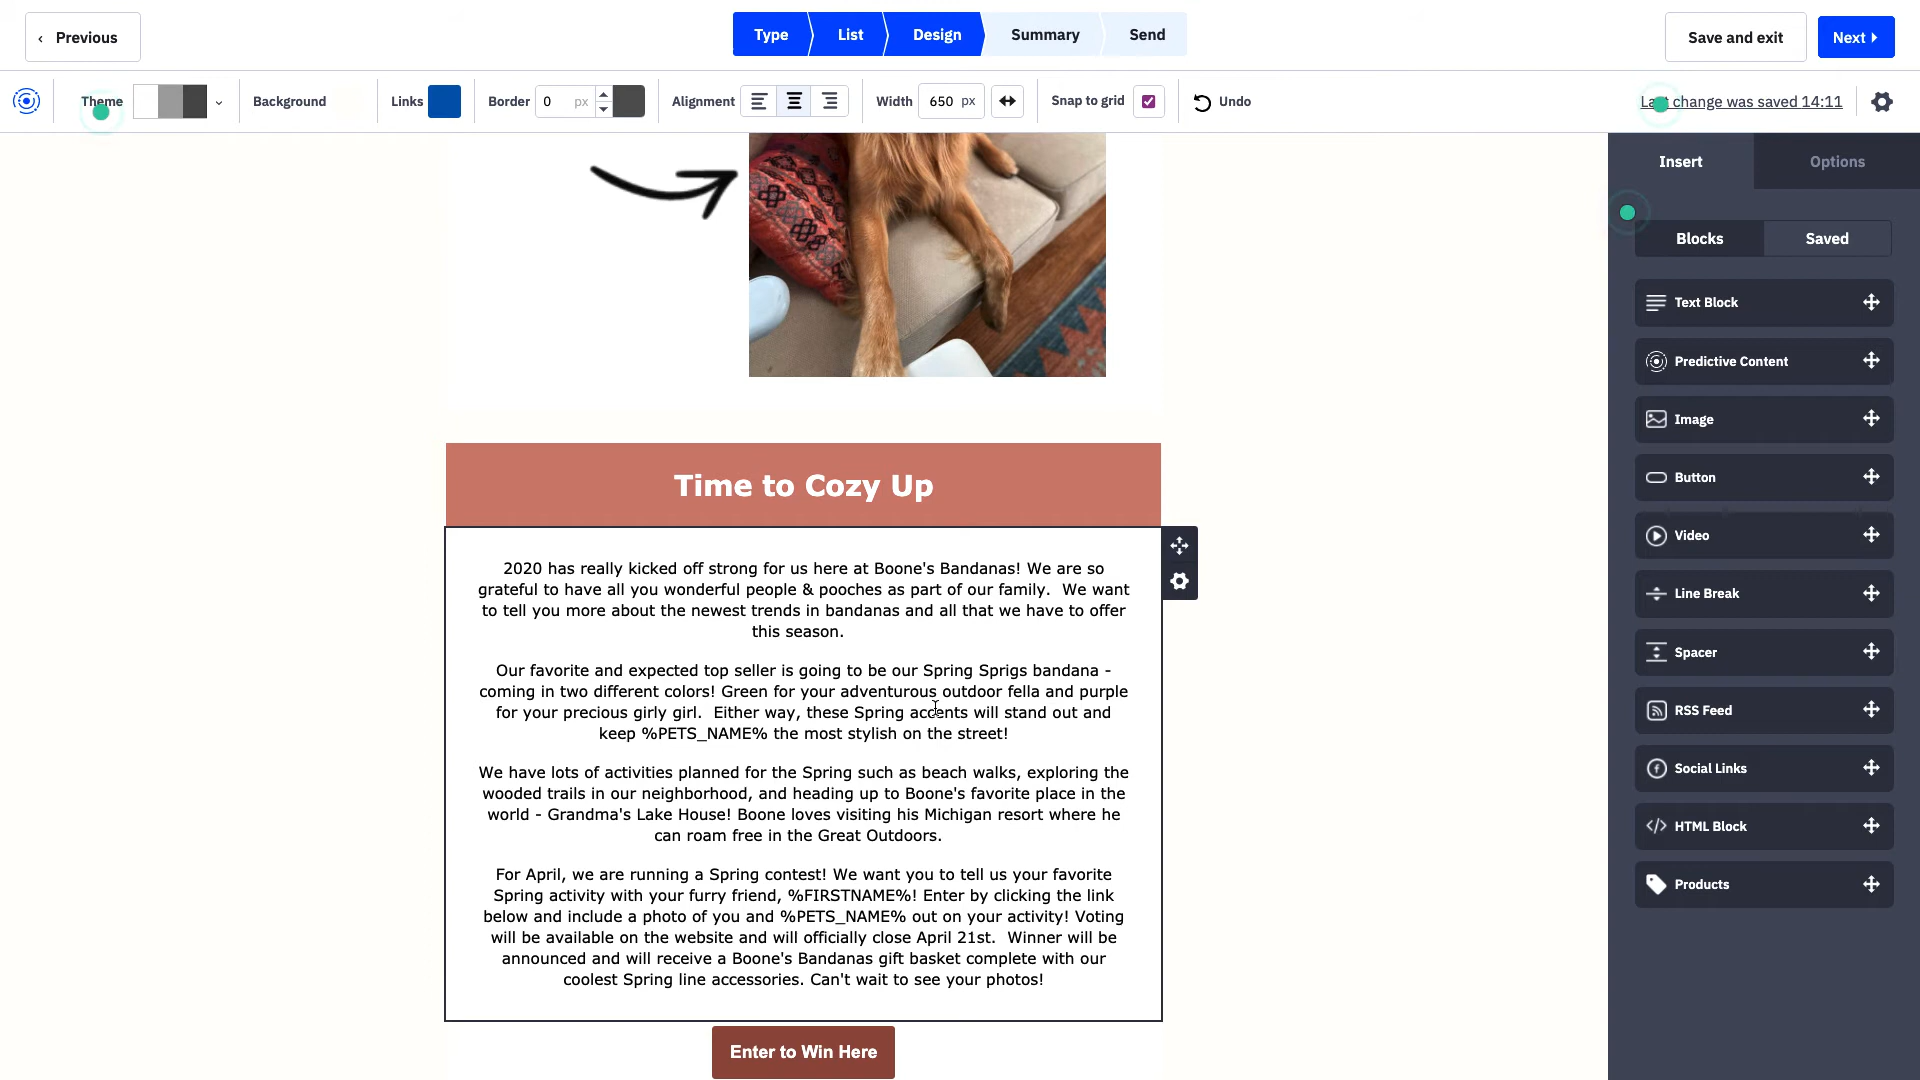 ‹ Previous
Type
List
Design
Summary
Send
Save and exit
Next
Theme
Background
Links
Border
0 px
Alignment
Width
650 px
Snap to grid
Undo
Last change was saved 14:11
Insert
Options
Blocks
Saved
Text Block
Predictive Content
Image
Button
Video
Line Break
Spacer
RSS Feed
Social Links
HTML Block
Products
Time to Cozy Up
2020 has really kicked off strong for us here at Boone's Bandanas! We are so
grateful to have all you wonderful people & pooches as part of our family.  We want
to tell you more about the newest trends in bandanas and all that we have to offer
this season.
Our favorite and expected top seller is going to be our Spring Sprigs bandana -
coming in two different colors! Green for your adventurous outdoor fella and purple
for your precious girly girl.  Either way, these Spring accents will stand out and
keep %PETS_NAME% the most stylish on the street!
We have lots of activities planned for the Spring such as beach walks, exploring the
wooded trails in our neighborhood, and heading up to Boone's favorite place in the
world - Grandma's Lake House! Boone loves visiting his Michigan resort where he
can roam free in the Great Outdoors.
For April, we are running a Spring contest! We want you to tell us your favorite
Spring activity with your furry friend, %FIRSTNAME%! Enter by clicking the link
below and include a photo of you and %PETS_NAME% out on your activity! Voting
will be available on the website and will officially close April 21st.  Winner will be
announced and will receive a Boone's Bandanas gift basket complete with our
coolest Spring line accessories. Can't wait to see your photos!
Enter to Win Here